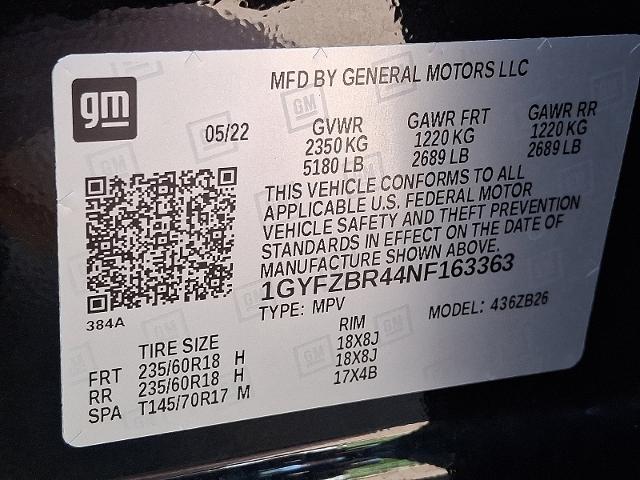 gm
MFD BY GENERAL MOTORS LLC
05/22
GVWR GAWR FRT GAWR RR
2350 KG 1220 KG 1220 KG
5180 LB 2689 LB 2689 LB
THIS VEHICLE CONFORMS TO ALL
APPLICABLE U.S. FEDERAL MOTOR
VEHICLE SAFETY AND THEFT PREVENTION
STANDARDS IN EFFECT ON THE DATE OF
MANUFACTURE SHOWN ABOVE.
1GYFZBR44NF163363
TYPE: MPV MODEL: 436ZB26
384A
TIRE SIZE RIM
FRT 235/60R18 H 18X8J
RR 235/60R18 H 18X8J
SPA T145/70R17 M 17X4B